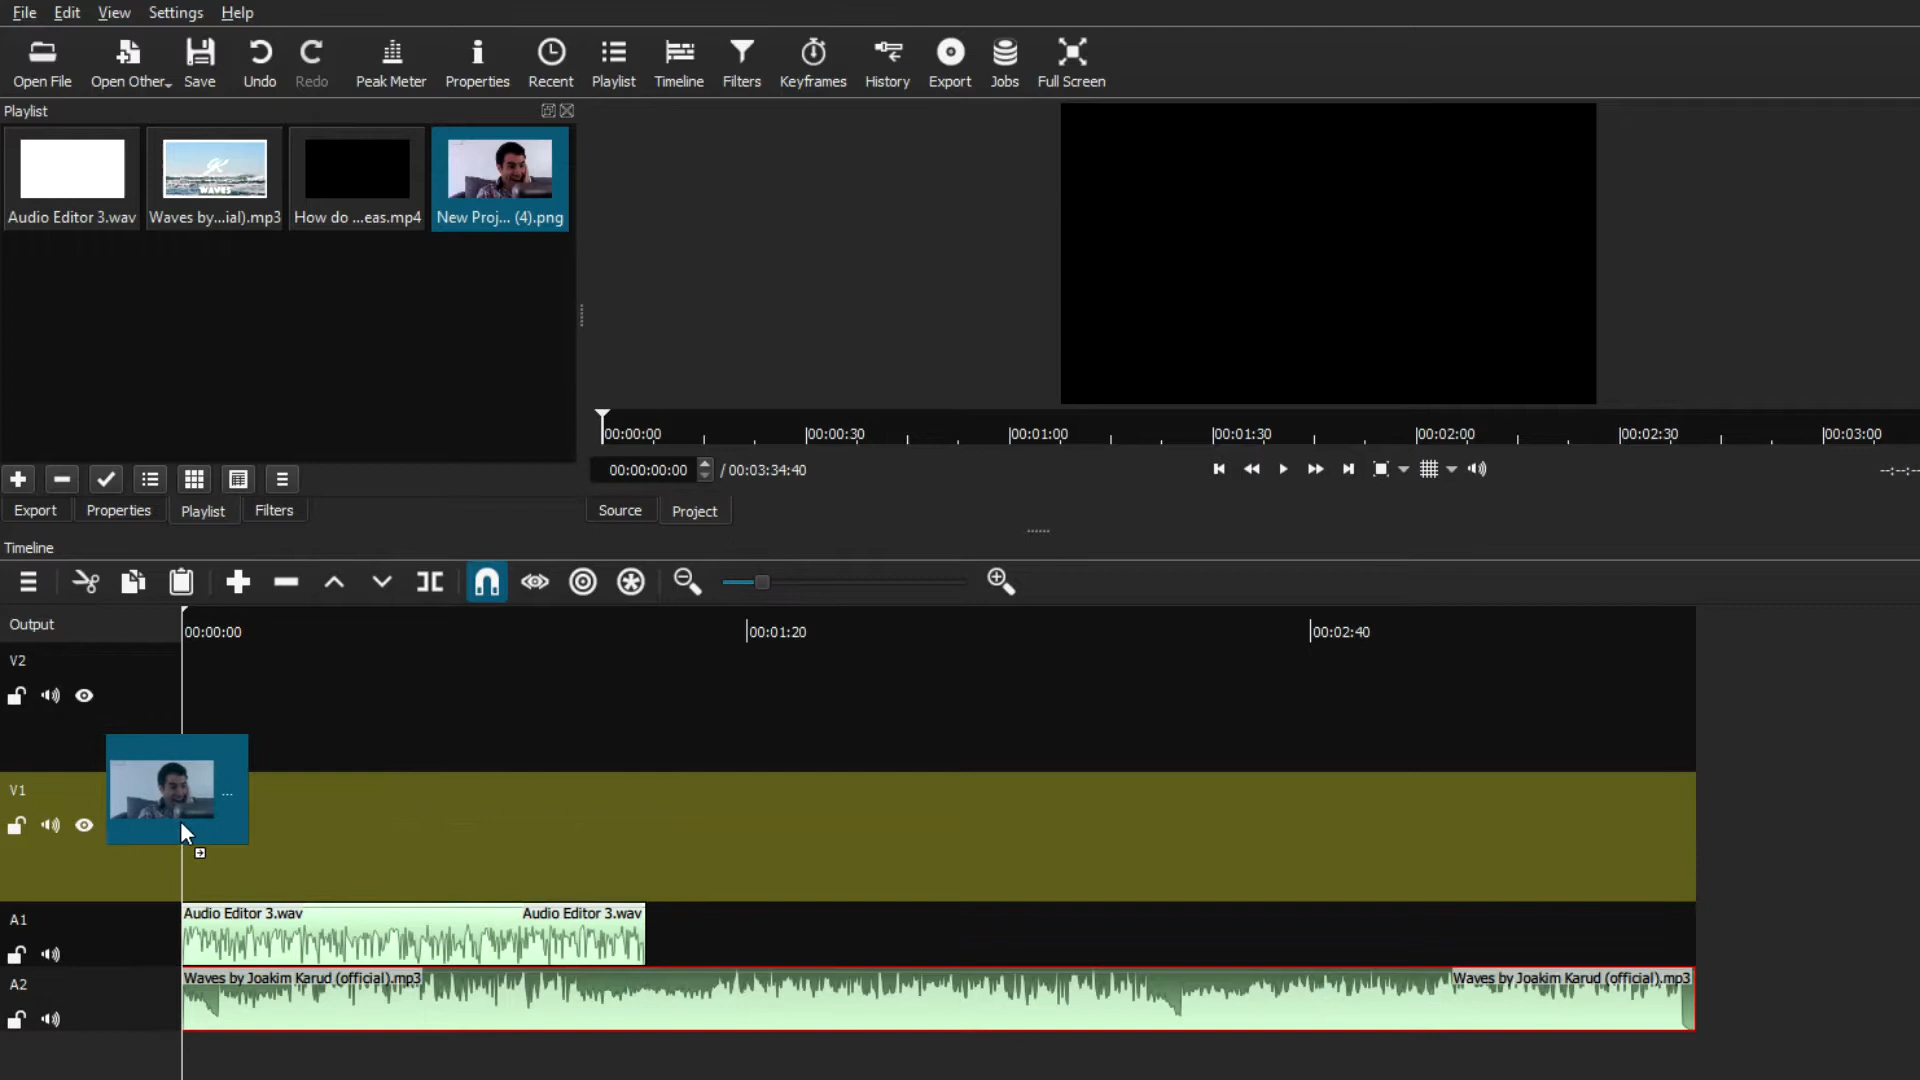 File Edit View Settings Help
Open File Open Other Save Undo Redo Peak Meter Properties Recent Playlist Timeline Filters Keyframes History Export Jobs Full Screen
Playlist
WAVES
Audio Editor 3.wav Waves by...ial).mp3 How do ...eas.mp4 New Proj... (4).png
00:00:00 00:00:30 00:01:00 00:01:30 00:02:00 00:02:30 00:03:00
00:00:00:00 / 00:03:34:40 --:--:--
Export Properties Playlist Filters Source Project
Timeline
Output 00:00:00 00:01:20 00:02:40
V2
V1
...
A1 Audio Editor 3.wav Audio Editor 3.wav
A2 Waves by Joakim Karud (official).mp3 Waves by Joakim Karud (official).mp3